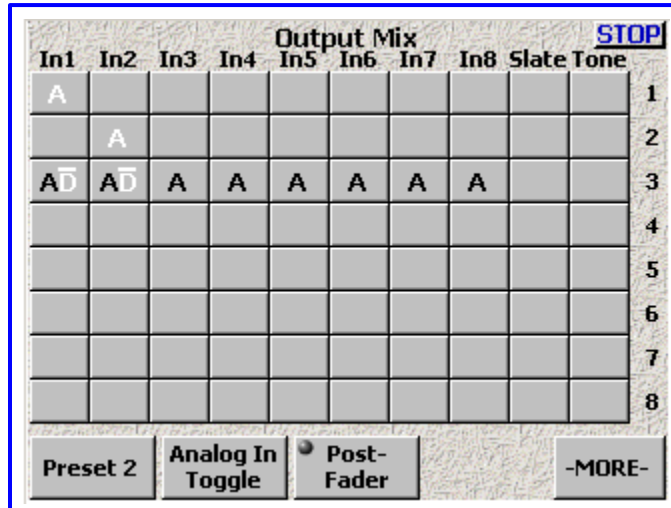 Output Mix STOP
In1 In2 In3 In4 In5 In6 In7 In8 Slate Tone
A 1
A 2
AD̅ AD̅ A A A A A A 3
4
5
6
7
8
Preset 2 Analog In Toggle Post-Fader -MORE-